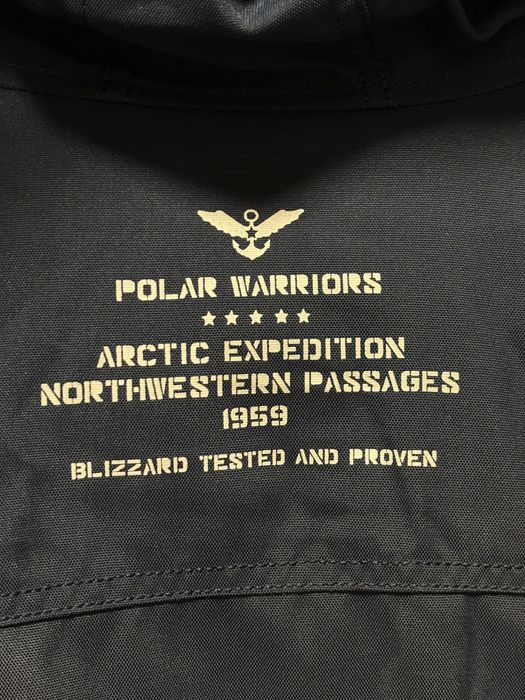 POLAR WARRIORS
ARCTIC EXPEDITION
NORTHWESTERN PASSAGES
1959
BLIZZARD TESTED AND PROVEN